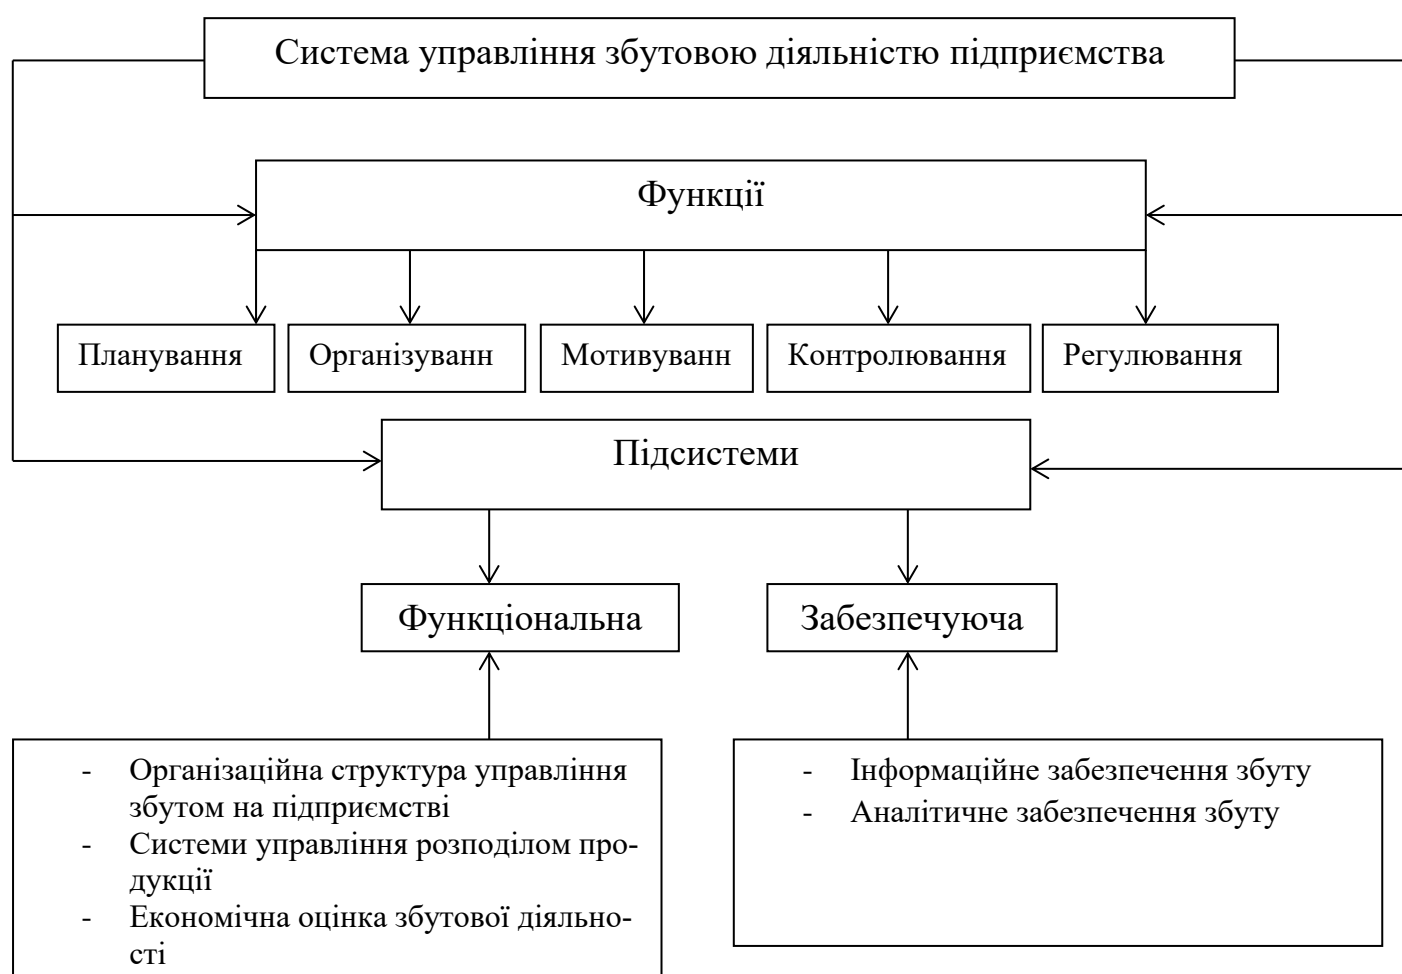 Система управління збутовою діяльністю підприємства
Функції
Планування
Організуванн
Мотивуванн
Контролювання
Регулювання
Підсистеми
Функціональна
Забезпечуюча
- Організаційна структура управління
збутом на підприємстві
- Системи управління розподілом про-
дукції
- Економічна оцінка збутової діяльно-
сті
- Інформаційне забезпечення збуту
- Аналітичне забезпечення збуту